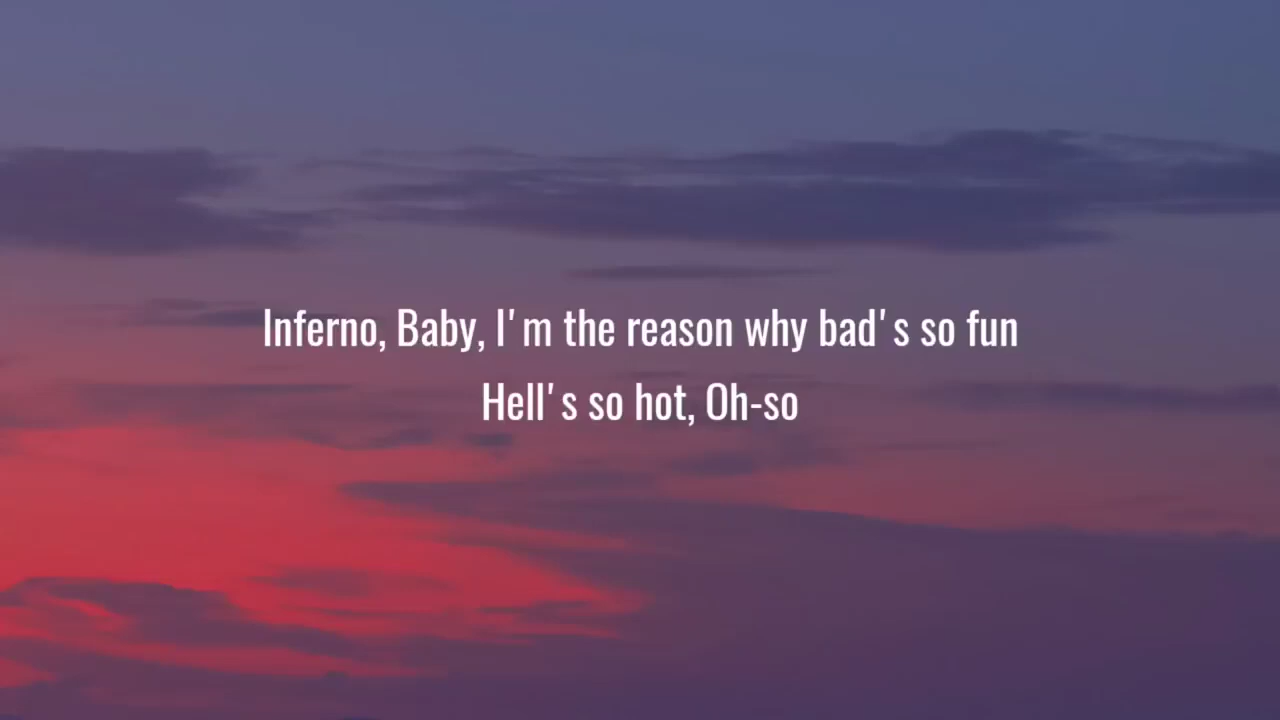 Inferno, Baby, I'm the reason why bad's so fun
Hell's so hot, Oh-so